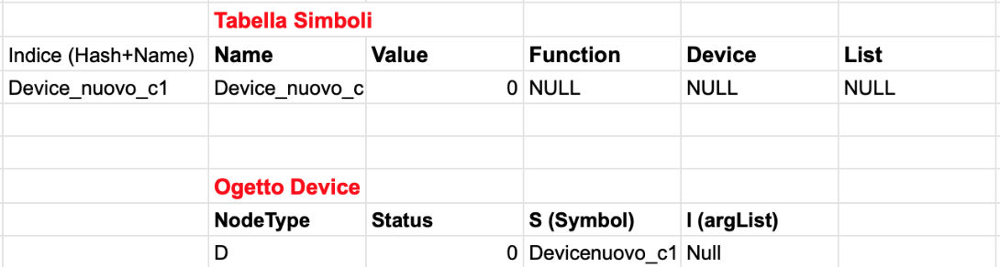 Tabella Simboli
Indice (Hash+Name) Name Value Function Device List
Device_nuovo_c1 Device_nuovo_c 0 NULL NULL NULL
Ogetto Device
NodeType Status S (Symbol) l (argList)
D 0 Devicenuovo_c1 Null